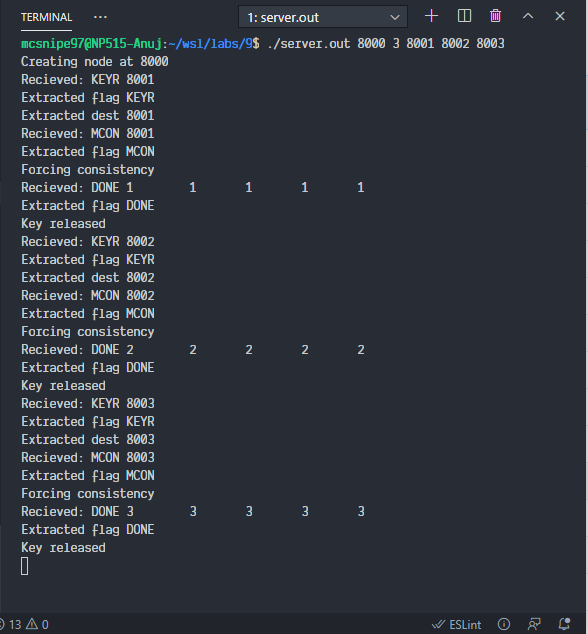 TERMINAL ··· 1: server.out
mcsnipe97@NP515-Anuj:~/wsl/labs/9$ ./server.out 8000 3 8001 8002 8003
Creating node at 8000
Recieved: KEYR 8001
Extracted flag KEYR
Extracted dest 8001
Recieved: MCON 8001
Extracted flag MCON
Forcing consistency
Recieved: DONE 1 1 1 1 1
Extracted flag DONE
Key released
Recieved: KEYR 8002
Extracted flag KEYR
Extracted dest 8002
Recieved: MCON 8002
Extracted flag MCON
Forcing consistency
Recieved: DONE 2 2 2 2 2
Extracted flag DONE
Key released
Recieved: KEYR 8003
Extracted flag KEYR
Extracted dest 8003
Recieved: MCON 8003
Extracted flag MCON
Forcing consistency
Recieved: DONE 3 3 3 3 3
Extracted flag DONE
Key released
13 0 ESLint